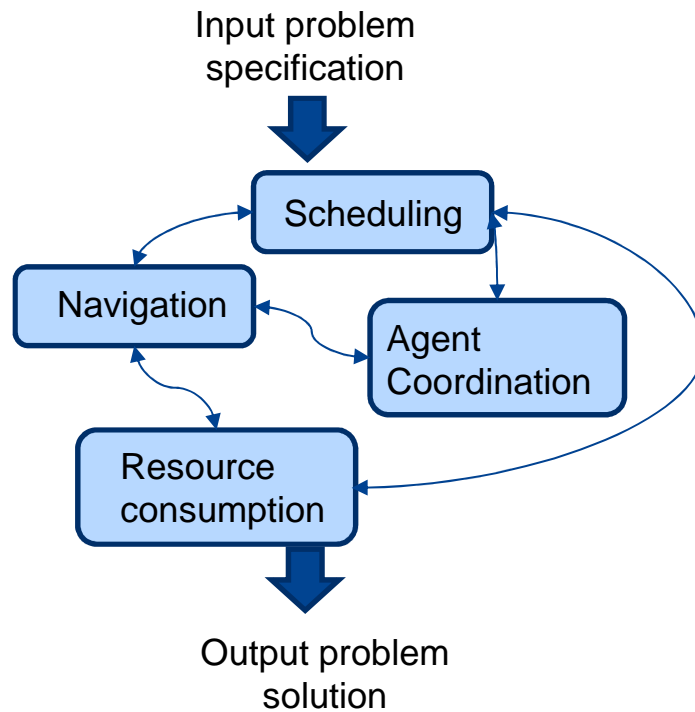 Input problem
specification
Scheduling
Navigation
Agent
Coordination
Resource
consumption
Output problem
solution